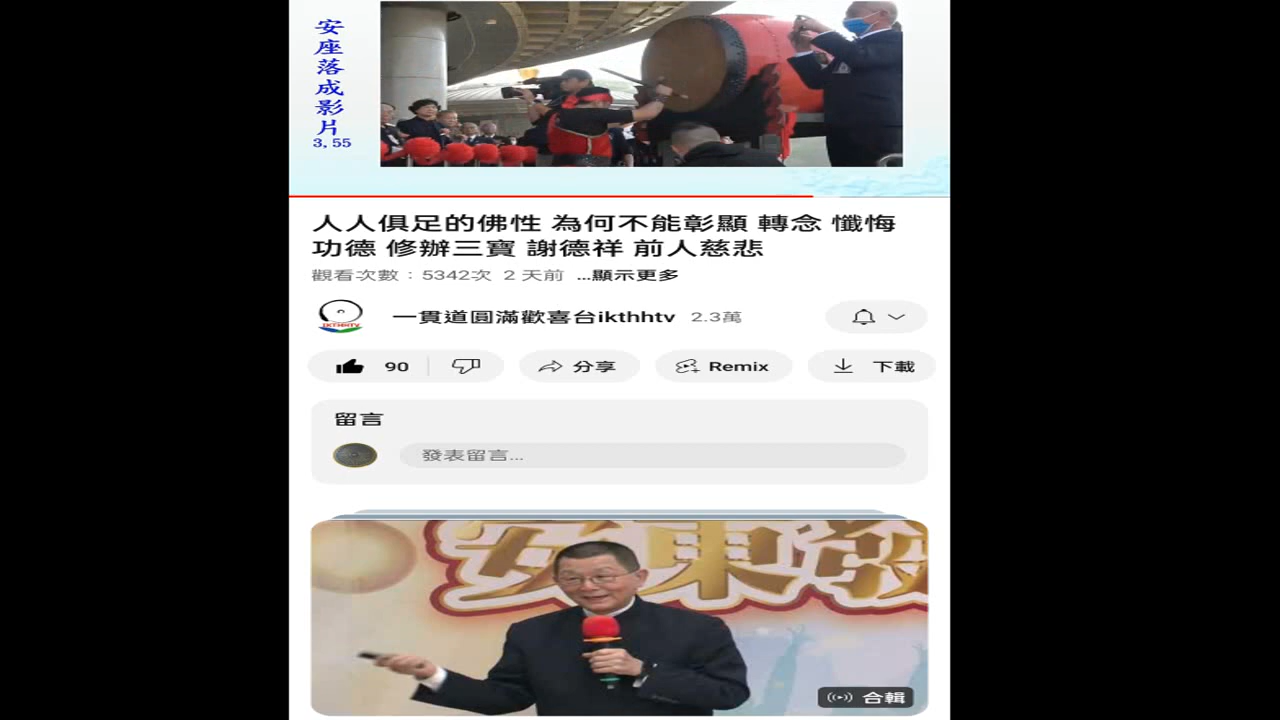 安座落成影片
3,55
人人俱足的佛性 為何不能彰顯 轉念 懺悔
功德 修辦三寶 謝德祥 前人慈悲
觀看次數：5342次 2 天前 ...顯示更多
IKTHHTV
一貫道圓滿歡喜台ikthhtv 2.3萬
90 分享 Remix 下載
留言
發表留言...
合輯